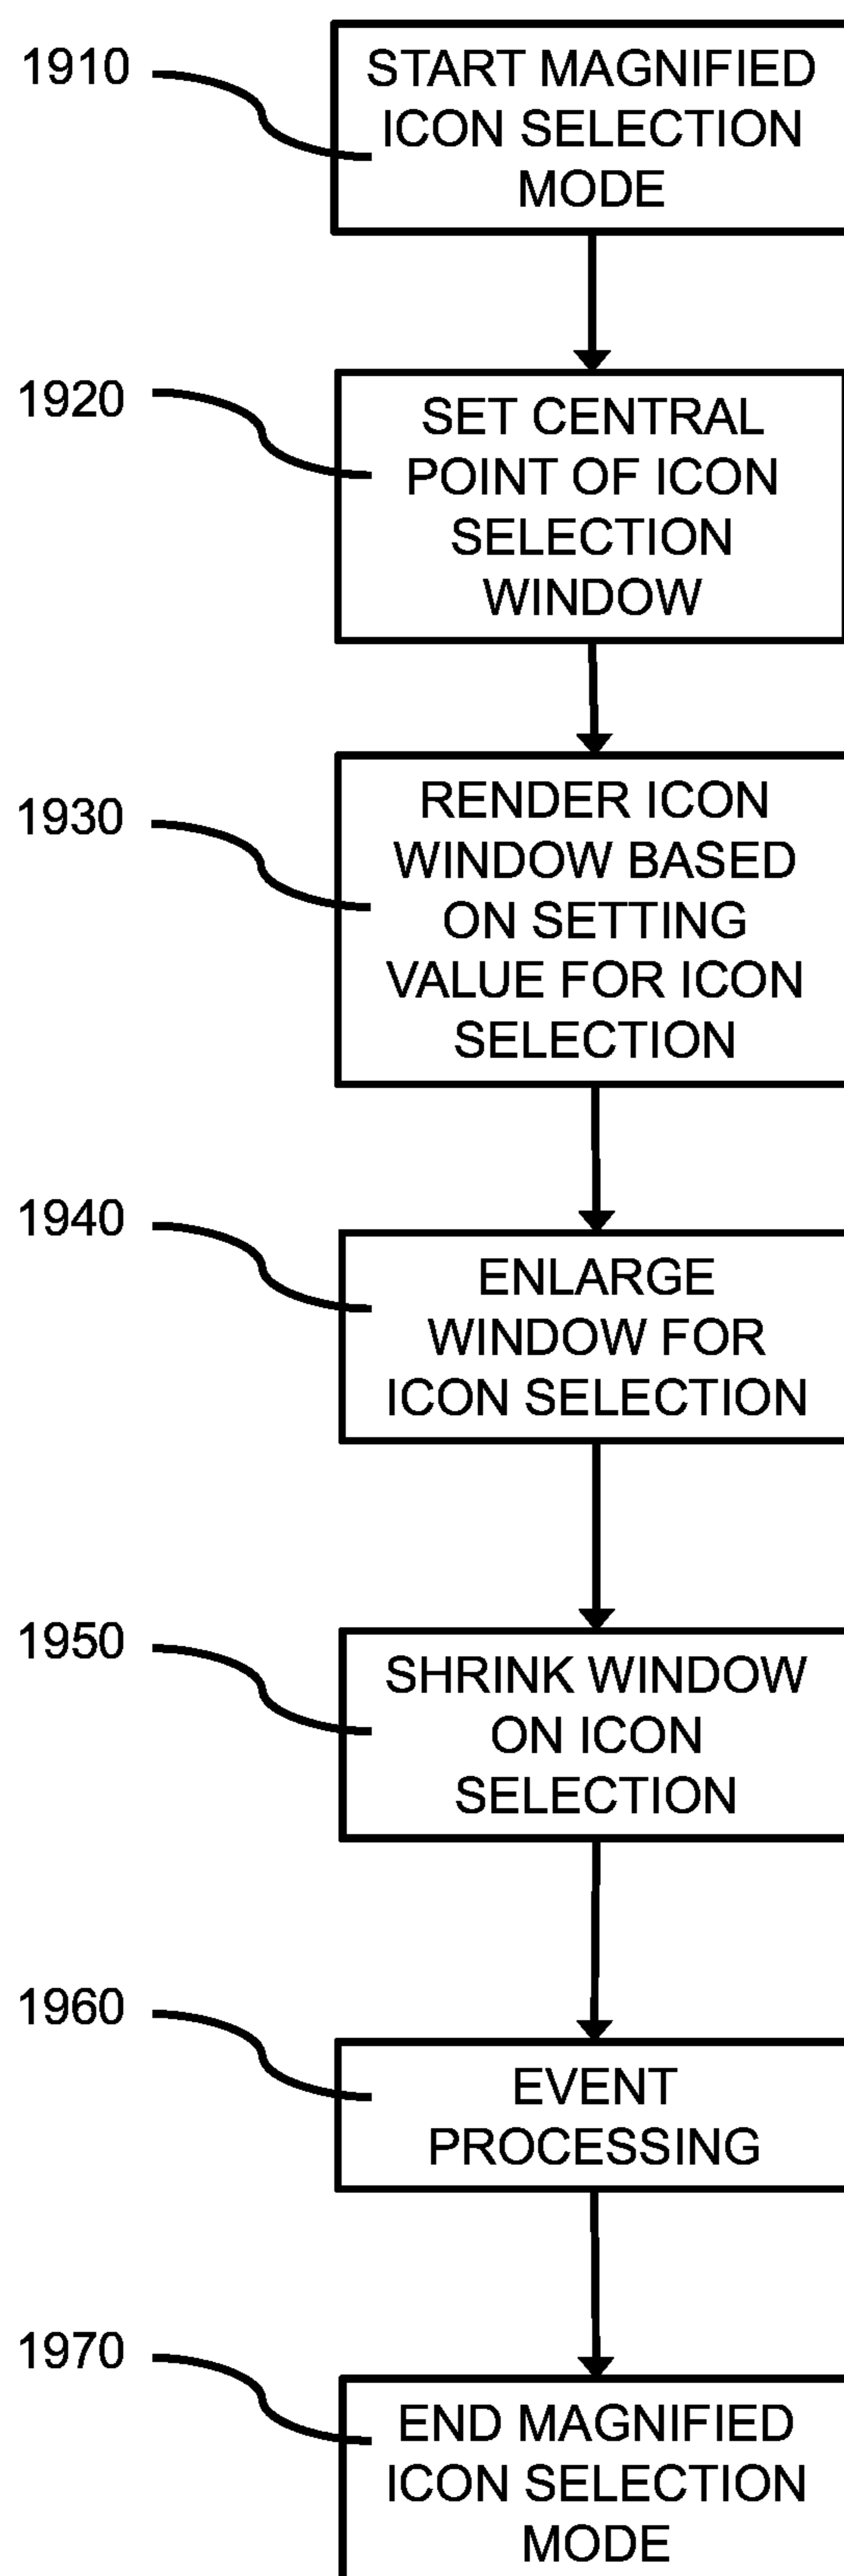 1910
START MAGNIFIED
ICON SELECTION
MODE
1920
SET CENTRAL
POINT OF ICON
SELECTION
WINDOW
1930
RENDER ICON
WINDOW BASED
ON SETTING
VALUE FOR ICON
SELECTION
1940
ENLARGE
WINDOW FOR
ICON SELECTION
1950
SHRINK WINDOW
ON ICON
SELECTION
1960
EVENT
PROCESSING
1970
END MAGNIFIED
ICON SELECTION
MODE